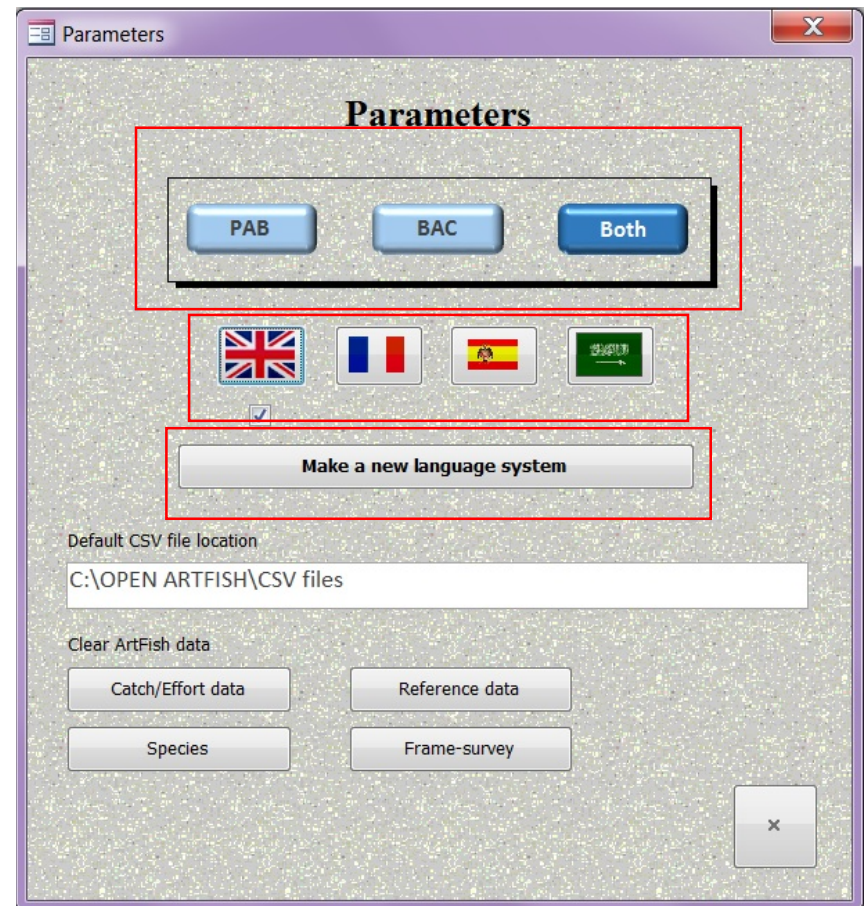 Parameters
Parameters
PAB BAC Both
Make a new language system
Default CSV file location
C:\OPEN ARTFISH\CSV files
Clear ArtFish data
Catch/Effort data Reference data
Species Frame-survey
×